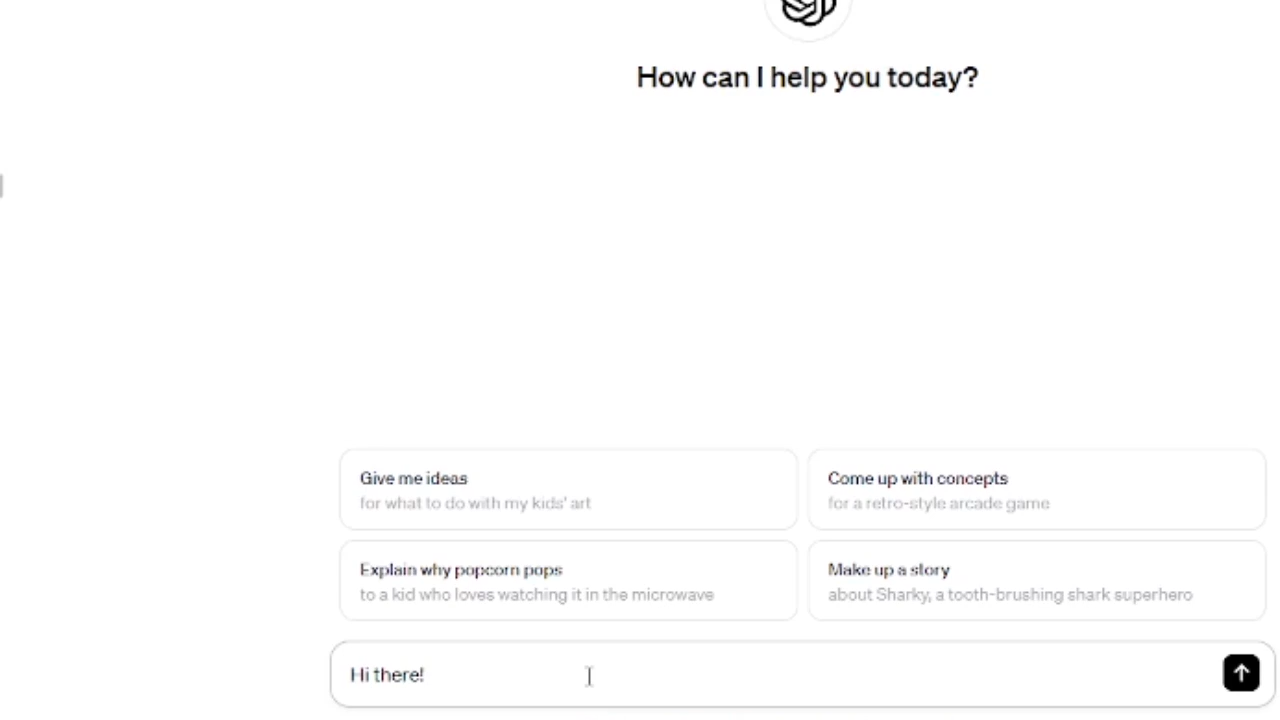 How can I help you today?
Give me ideas
for what to do with my kids' art
Come up with concepts
for a retro-style arcade game
Explain why popcorn pops
to a kid who loves watching it in the microwave
Make up a story
about Sharky, a tooth-brushing shark superhero
Hi there!